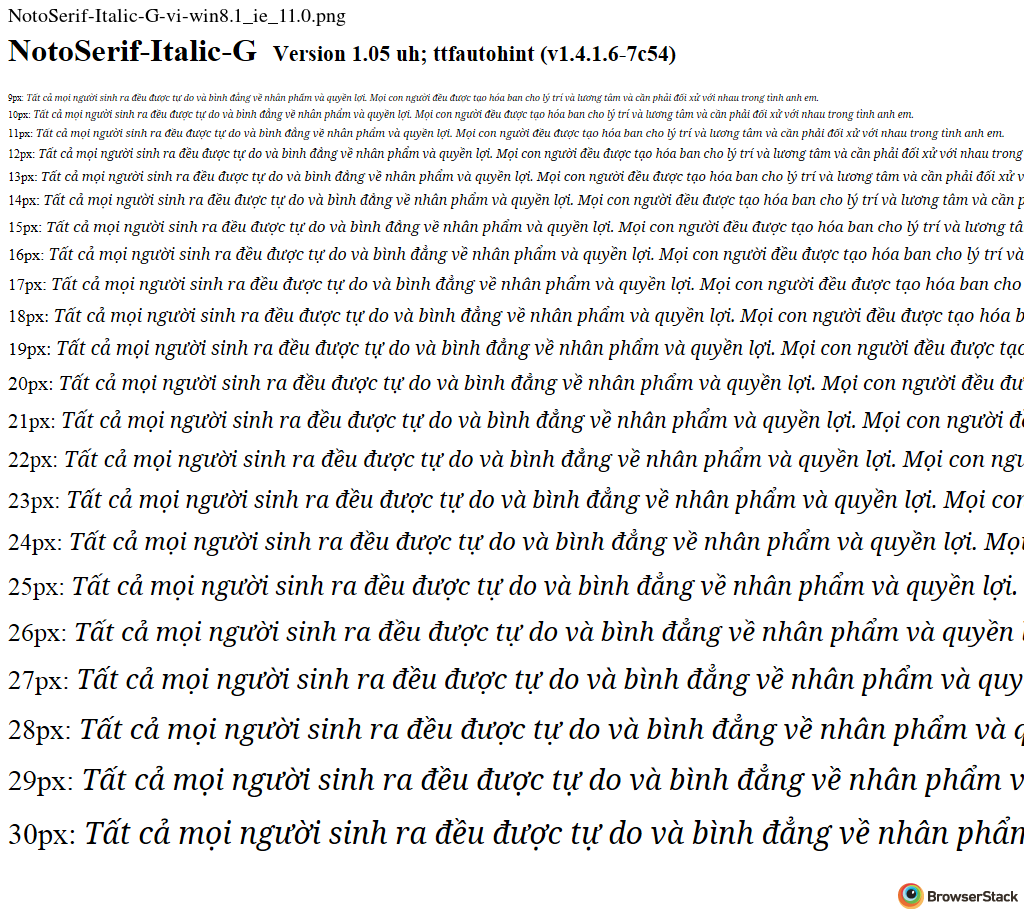 NotoSerif-Italic-G-vi-win8.1_ie_11.0.png
NotoSerif-Italic-G Version 1.05 uh; ttfautohint (v1.4.1.6-7c54)
9px: Tất cả mọi người sinh ra đều được tự do và bình đẳng về nhân phẩm và quyền lợi. Mọi con người đều được tạo hóa ban cho lý trí và lương tâm và cần phải đối xử với nhau trong tình anh em.
10px: Tất cả mọi người sinh ra đều được tự do và bình đẳng về nhân phẩm và quyền lợi. Mọi con người đều được tạo hóa ban cho lý trí và lương tâm và cần phải đối xử với nhau trong tình anh em.
11px: Tất cả mọi người sinh ra đều được tự do và bình đẳng về nhân phẩm và quyền lợi. Mọi con người đều được tạo hóa ban cho lý trí và lương tâm và cần phải đối xử với nhau trong tình anh em.
12px: Tất cả mọi người sinh ra đều được tự do và bình đẳng về nhân phẩm và quyền lợi. Mọi con người đều được tạo hóa ban cho lý trí và lương tâm và cần phải đối xử với nhau trong
13px: Tất cả mọi người sinh ra đều được tự do và bình đẳng về nhân phẩm và quyền lợi. Mọi con người đều được tạo hóa ban cho lý trí và lương tâm và cần phải đối xử v
14px: Tất cả mọi người sinh ra đều được tự do và bình đẳng về nhân phẩm và quyền lợi. Mọi con người đều được tạo hóa ban cho lý trí và lương tâm và cần p
15px: Tất cả mọi người sinh ra đều được tự do và bình đẳng về nhân phẩm và quyền lợi. Mọi con người đều được tạo hóa ban cho lý trí và lương tâ
16px: Tất cả mọi người sinh ra đều được tự do và bình đẳng về nhân phẩm và quyền lợi. Mọi con người đều được tạo hóa ban cho lý trí và
17px: Tất cả mọi người sinh ra đều được tự do và bình đẳng về nhân phẩm và quyền lợi. Mọi con người đều được tạo hóa ban cho
18px: Tất cả mọi người sinh ra đều được tự do và bình đẳng về nhân phẩm và quyền lợi. Mọi con người đều được tạo hóa b
19px: Tất cả mọi người sinh ra đều được tự do và bình đẳng về nhân phẩm và quyền lợi. Mọi con người đều được tạo
20px: Tất cả mọi người sinh ra đều được tự do và bình đẳng về nhân phẩm và quyền lợi. Mọi con người đều đư
21px: Tất cả mọi người sinh ra đều được tự do và bình đẳng về nhân phẩm và quyền lợi. Mọi con người đề
22px: Tất cả mọi người sinh ra đều được tự do và bình đẳng về nhân phẩm và quyền lợi. Mọi con ngư
23px: Tất cả mọi người sinh ra đều được tự do và bình đẳng về nhân phẩm và quyền lợi. Mọi con
24px: Tất cả mọi người sinh ra đều được tự do và bình đẳng về nhân phẩm và quyền lợi. Mọi
25px: Tất cả mọi người sinh ra đều được tự do và bình đẳng về nhân phẩm và quyền lợi.
26px: Tất cả mọi người sinh ra đều được tự do và bình đẳng về nhân phẩm và quyền
27px: Tất cả mọi người sinh ra đều được tự do và bình đẳng về nhân phẩm và quy
28px: Tất cả mọi người sinh ra đều được tự do và bình đẳng về nhân phẩm và q
29px: Tất cả mọi người sinh ra đều được tự do và bình đẳng về nhân phẩm v
30px: Tất cả mọi người sinh ra đều được tự do và bình đẳng về nhân phẩm
BrowserStack